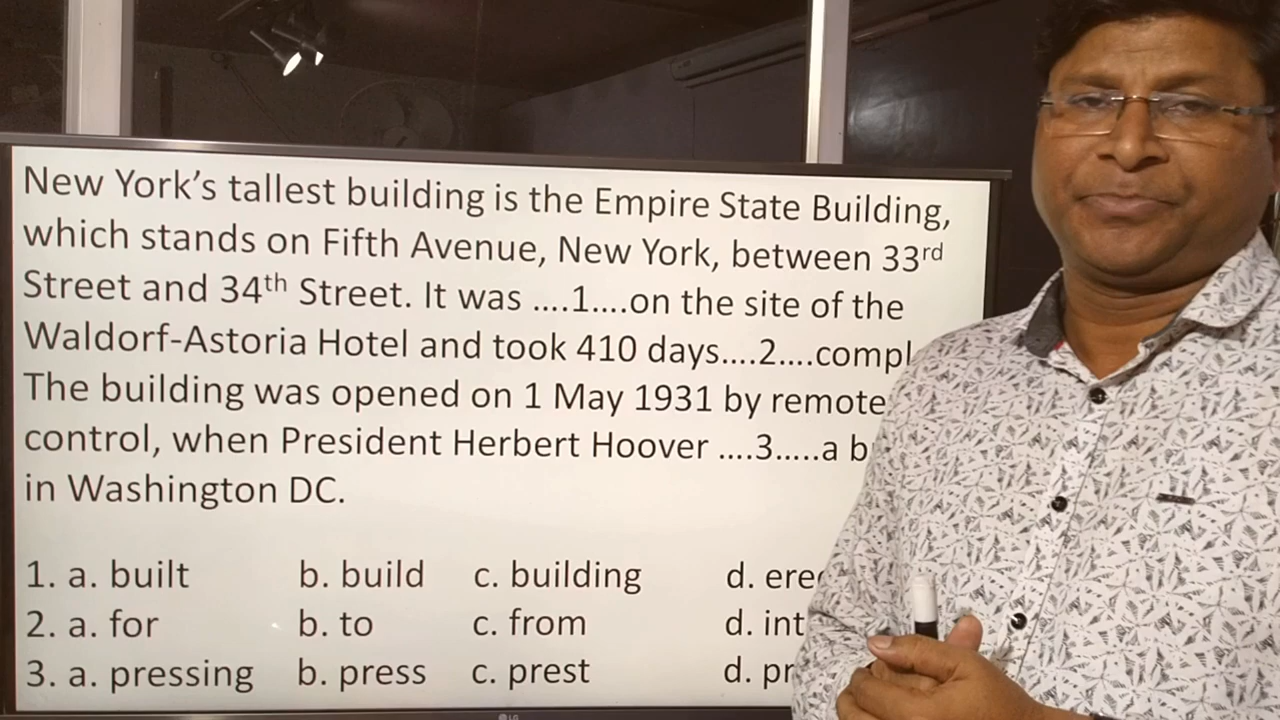 New York's tallest building is the Empire State Building,
which stands on Fifth Avenue, New York, between 33rd
Street and 34th Street. It was ....1....on the site of the
Waldorf-Astoria Hotel and took 410 days....2....compl
The building was opened on 1 May 1931 by remote
control, when President Herbert Hoover ....3.....a b
in Washington DC.
1. a. built b. build c. building d. ere
2. a. for b. to c. from d. int
3. a. pressing b. press c. prest d. pr
LG